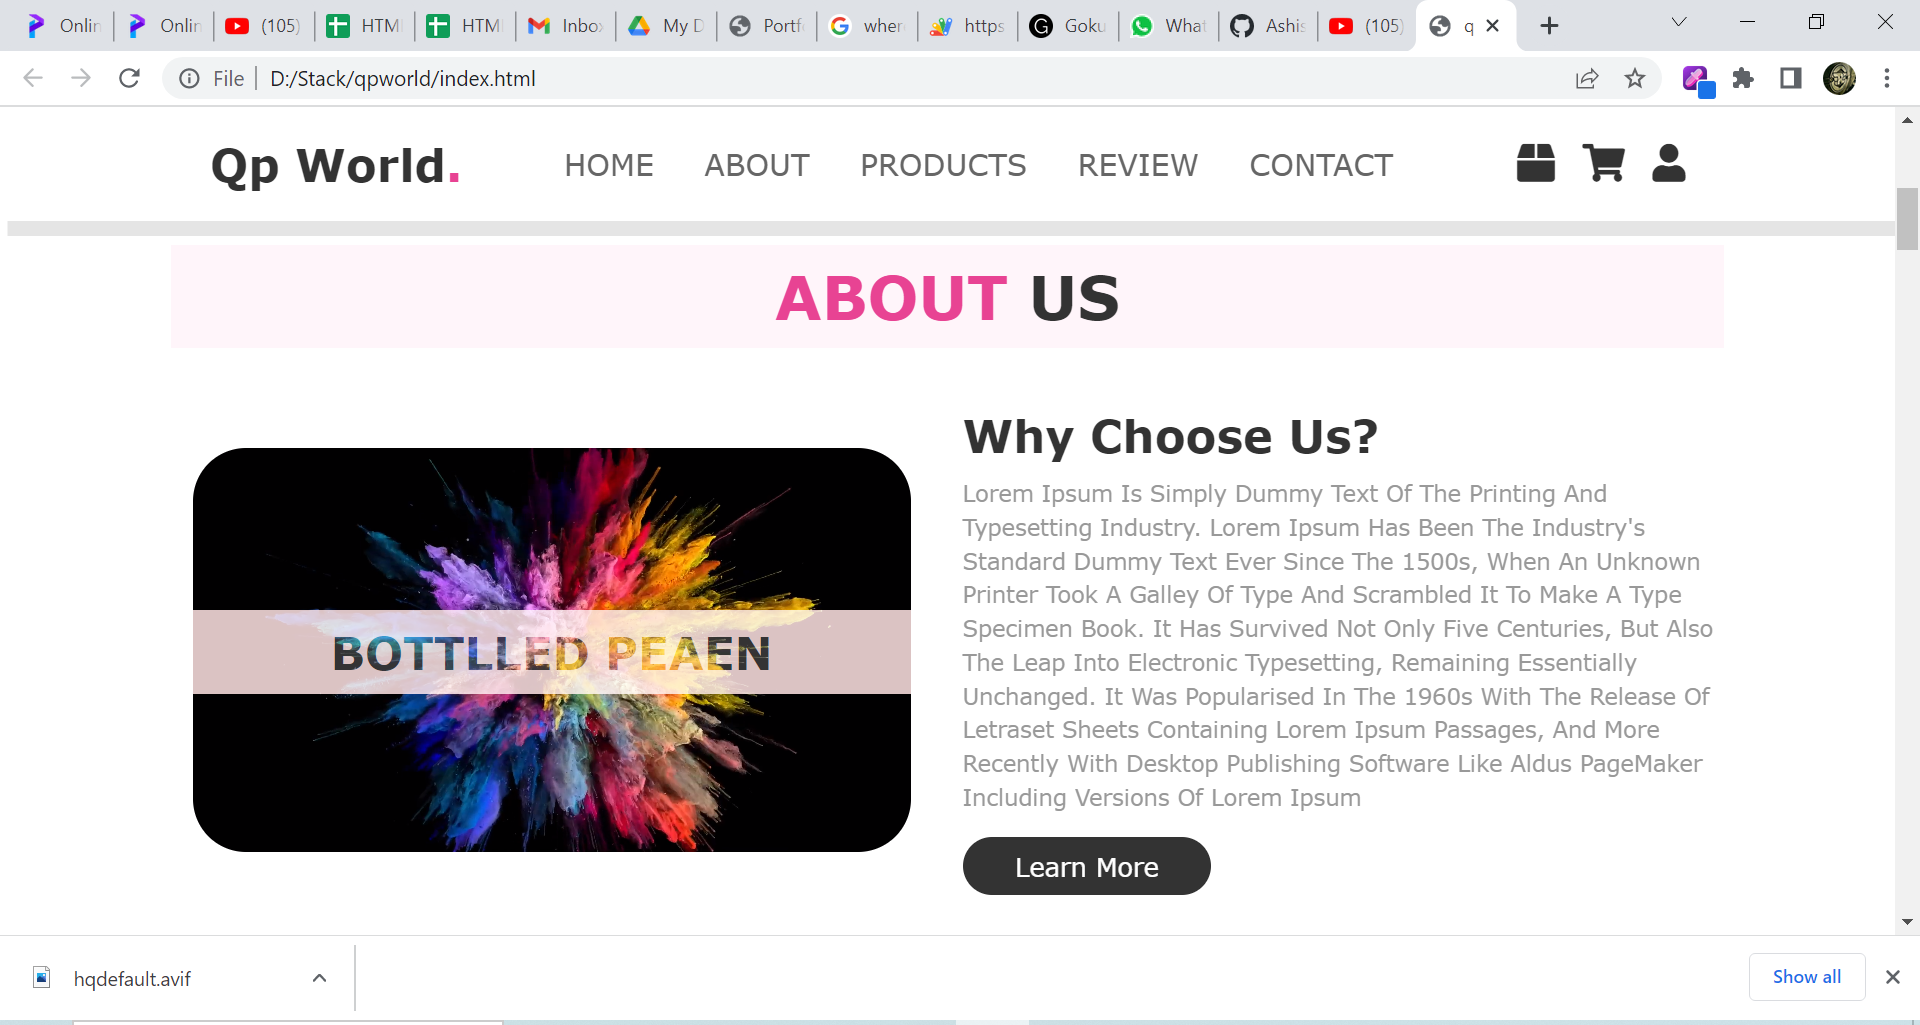 Onlin
Onlin
(105)
HTM
HTM
Inbo
My D
Portf
wher
https
Goku
What
Ashis
(105)
q
File
D:/Stack/qpworld/index.html
Qp World.
HOME ABOUT PRODUCTS REVIEW CONTACT
ABOUT US
Why Choose Us?
Lorem Ipsum Is Simply Dummy Text Of The Printing And
Typesetting Industry. Lorem Ipsum Has Been The Industry's
Standard Dummy Text Ever Since The 1500s, When An Unknown
Printer Took A Galley Of Type And Scrambled It To Make A Type
Specimen Book. It Has Survived Not Only Five Centuries, But Also
The Leap Into Electronic Typesetting, Remaining Essentially
Unchanged. It Was Popularised In The 1960s With The Release Of
Letraset Sheets Containing Lorem Ipsum Passages, And More
Recently With Desktop Publishing Software Like Aldus PageMaker
Including Versions Of Lorem Ipsum
BOTTLLED PEAEN
Learn More
hqdefault.avif
Show all